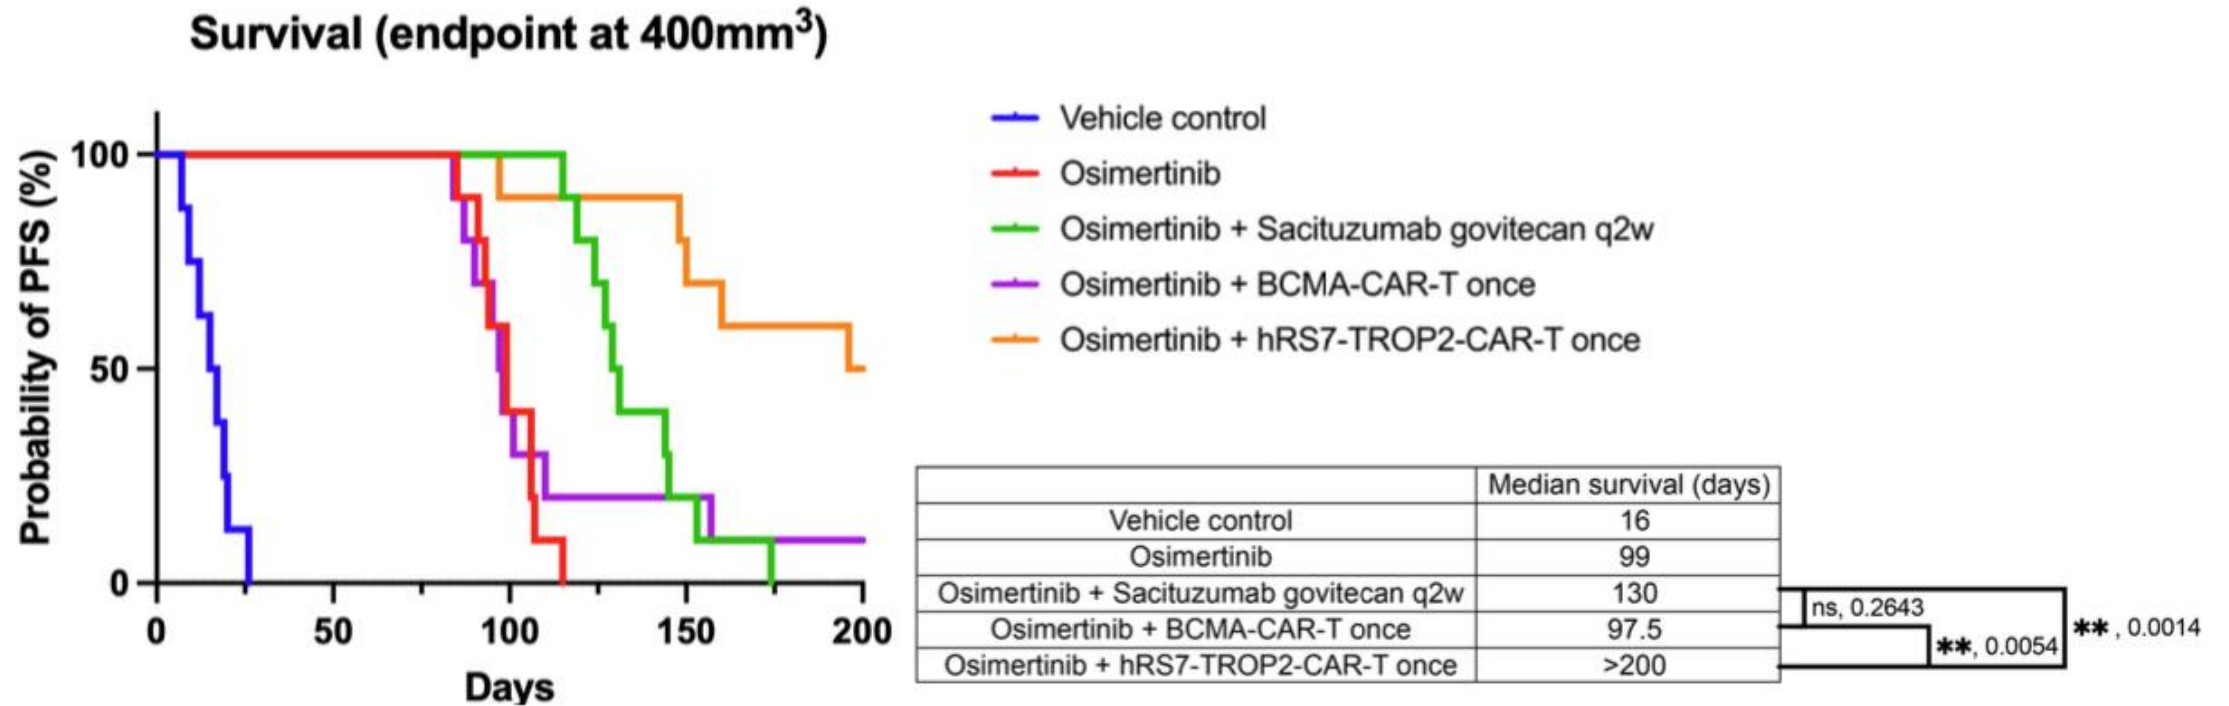 Survival (endpoint at 400mm³)
Probability of PFS (%)
100
50
0
0 50 100 150 200
Days
Vehicle control
Osimertinib
Osimertinib + Sacituzumab govitecan q2w
Osimertinib + BCMA-CAR-T once
Osimertinib + hRS7-TROP2-CAR-T once
Median survival (days)
Vehicle control 16
Osimertinib 99
Osimertinib + Sacituzumab govitecan q2w 130
Osimertinib + BCMA-CAR-T once 97.5
Osimertinib + hRS7-TROP2-CAR-T once >200
ns, 0.2643
**, 0.0054
** , 0.0014